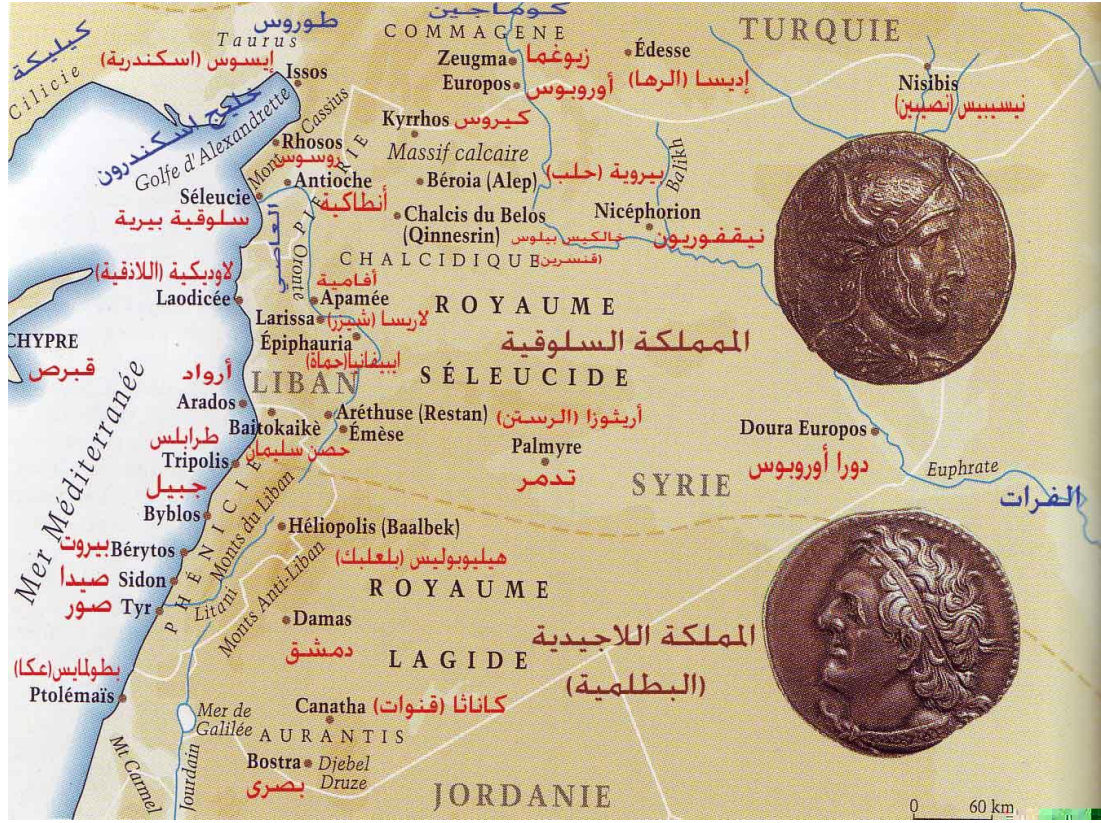 كوماجين
COMMAGENE
TURQUIE
طوروس
Taurus
كيليكة
Cilicie
إيسوس (اسكندرية)
Issos
Zeugma
زيوغما
Édesse
إديسا (الرها)
Europos
أوروبوس
Nisibis
نيسيبيس (نصيبين)
خليج اسكندرون
Golfe d'Alexandrette
Mont Cassius
Kyrrhos كيروس
Rhosos
روسوس
Massif calcaire
PIERIE
Balikh
Antioche
أنطاكية
Béroia (Alep)
بيروية (حلب)
Séleucie
سلوقية بيرية
Chalcis du Belos
(Qinnesrin)
خالكيس بيلوس
(قنسرين)
Nicéphorion
نيقفوريون
العاصي
Oronte
CHALCIDIQUE
لاوديكية (اللاذقية)
Laodicée
أفامية
Apamée
ROYAUME
Larissa
لاريسا (شيزر)
المملكة السلوقية
Épiphauria
ايبيفانيا(حماة)
SÉLEUCIDE
CHYPRE
قبرص
أرواد
Arados
LIBAN
Mer Méditerranée
Baitokaikè
حصن سليمان
Aréthuse (Restan)
أريثوزا (الرستن)
Émèse
طرابلس
Tripolis
Palmyre
تدمر
Doura Europos
دورا أوروبوس
SYRIE
Euphrate
الفرات
جبيل
Byblos
PHÉNICIE
Monts du Liban
Héliopolis (Baalbek)
هيليوبوليس (بلعلبك)
بيروت
Bérytos
صيدا
Sidon
صور
Tyr
Litani
Monts Anti-Liban
ROYAUME
Damas
دمشق
المملكة اللاجيدية
(البطلمية)
LAGIDE
بطولمايس(عكا)
Ptolémaïs
Mer de
Galilée
Canatha
كاناثا (قنوات)
AURANTIS
Mt Carmel
Jourdain
Bostra
بصرى
Djebel
Druze
JORDANIE
0 60 km